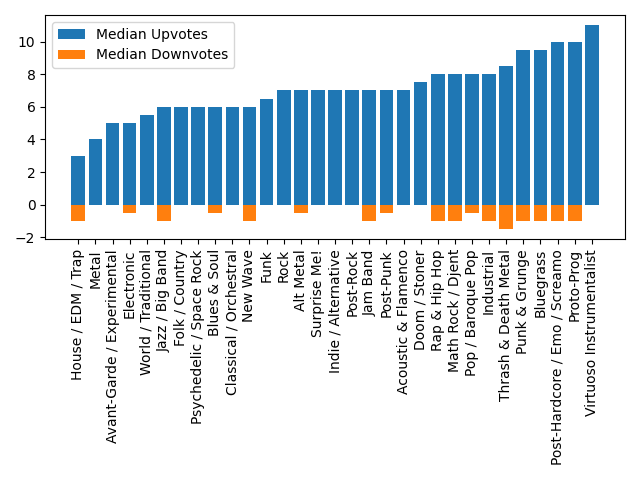 Median Upvotes
Median Downvotes
10
8
6
4
2
0
−2
House / EDM / Trap
Metal
Avant-Garde / Experimental
Electronic
World / Traditional
Jazz / Big Band
Folk / Country
Psychedelic / Space Rock
Blues & Soul
Classical / Orchestral
New Wave
Funk
Rock
Alt Metal
Surprise Me!
Indie / Alternative
Post-Rock
Jam Band
Post-Punk
Acoustic & Flamenco
Doom / Stoner
Rap & Hip Hop
Math Rock / Djent
Pop / Baroque Pop
Industrial
Thrash & Death Metal
Punk & Grunge
Bluegrass
Post-Hardcore / Emo / Screamo
Proto-Prog
Virtuoso Instrumentalist